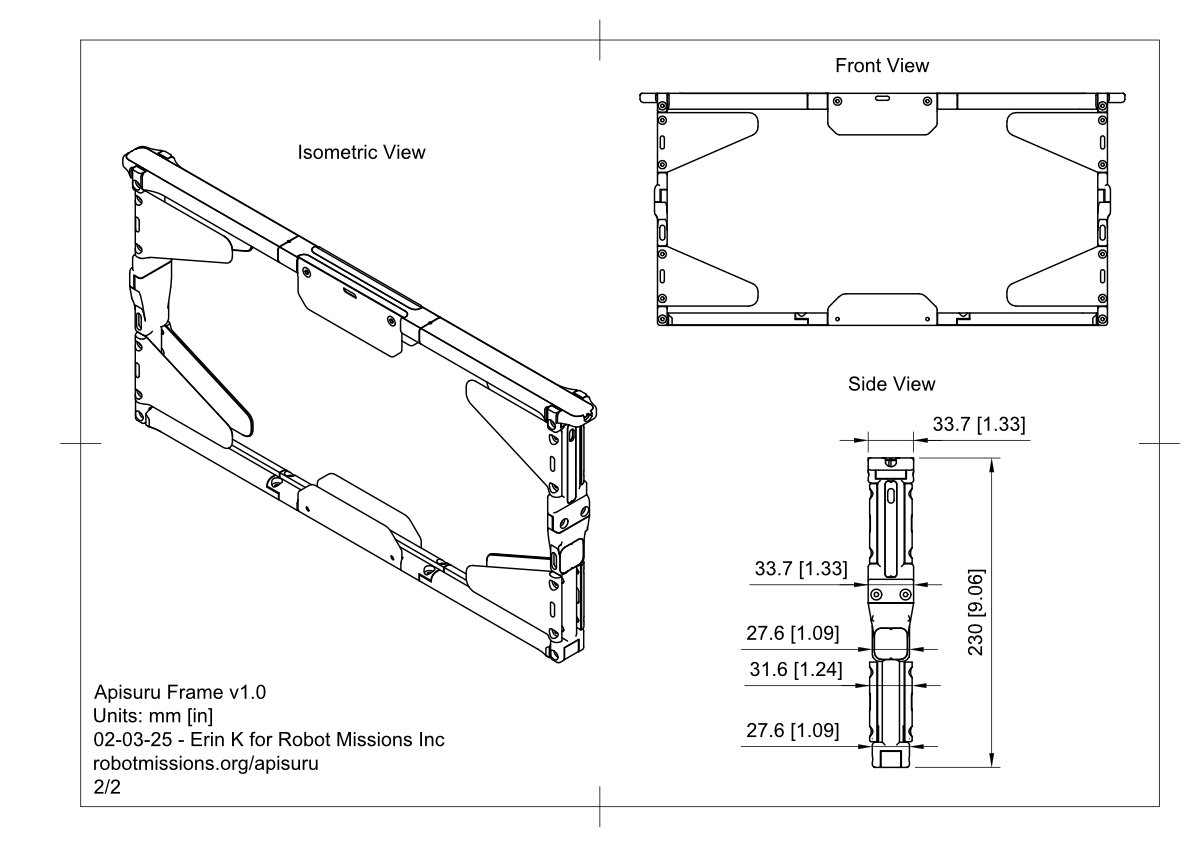 Front View
Isometric View
Side View
33.7 [1.33]
33.7 [1.33]
230 [9.06]
27.6 [1.09]
31.6 [1.24]
27.6 [1.09]
Apisuru Frame v1.0
Units: mm [in]
02-03-25 - Erin K for Robot Missions Inc
robotmissions.org/apisuru
2/2